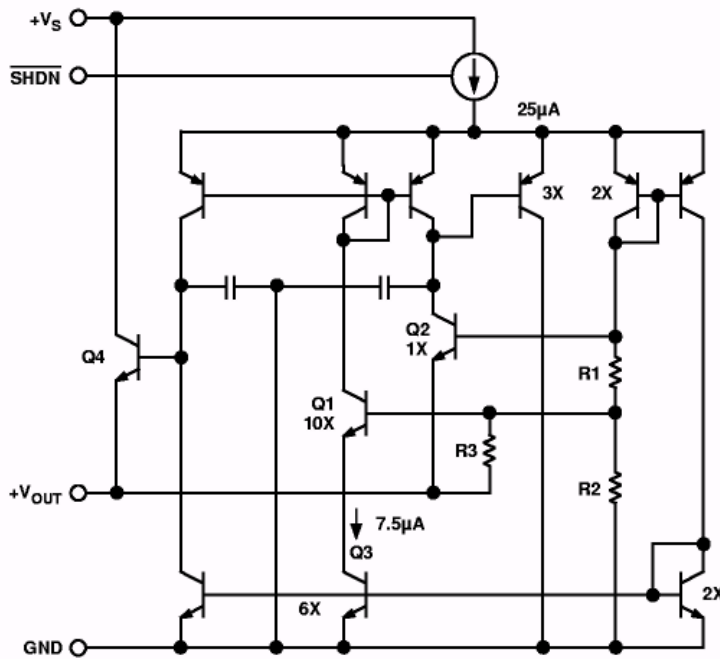 +VS
SHDN
25µA
3X
2X
Q4
Q2
1X
R1
Q1
10X
R3
R2
+VOUT
7.5µA
Q3
6X
2X
GND